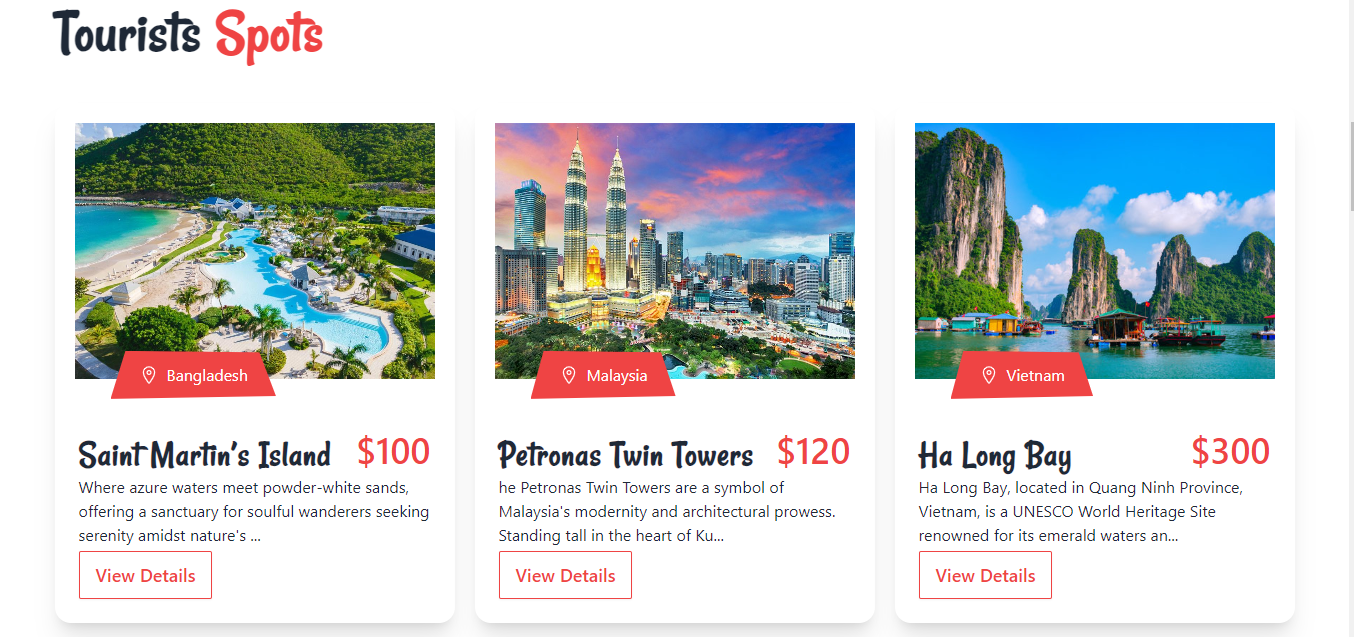 Tourists Spots
Bangladesh
Saint Martin's Island $100
Where azure waters meet powder-white sands,
offering a sanctuary for soulful wanderers seeking
serenity amidst nature's ...
View Details
Malaysia
Petronas Twin Towers $120
he Petronas Twin Towers are a symbol of
Malaysia's modernity and architectural prowess.
Standing tall in the heart of Ku...
View Details
Vietnam
Ha Long Bay $300
Ha Long Bay, located in Quang Ninh Province,
Vietnam, is a UNESCO World Heritage Site
renowned for its emerald waters an...
View Details